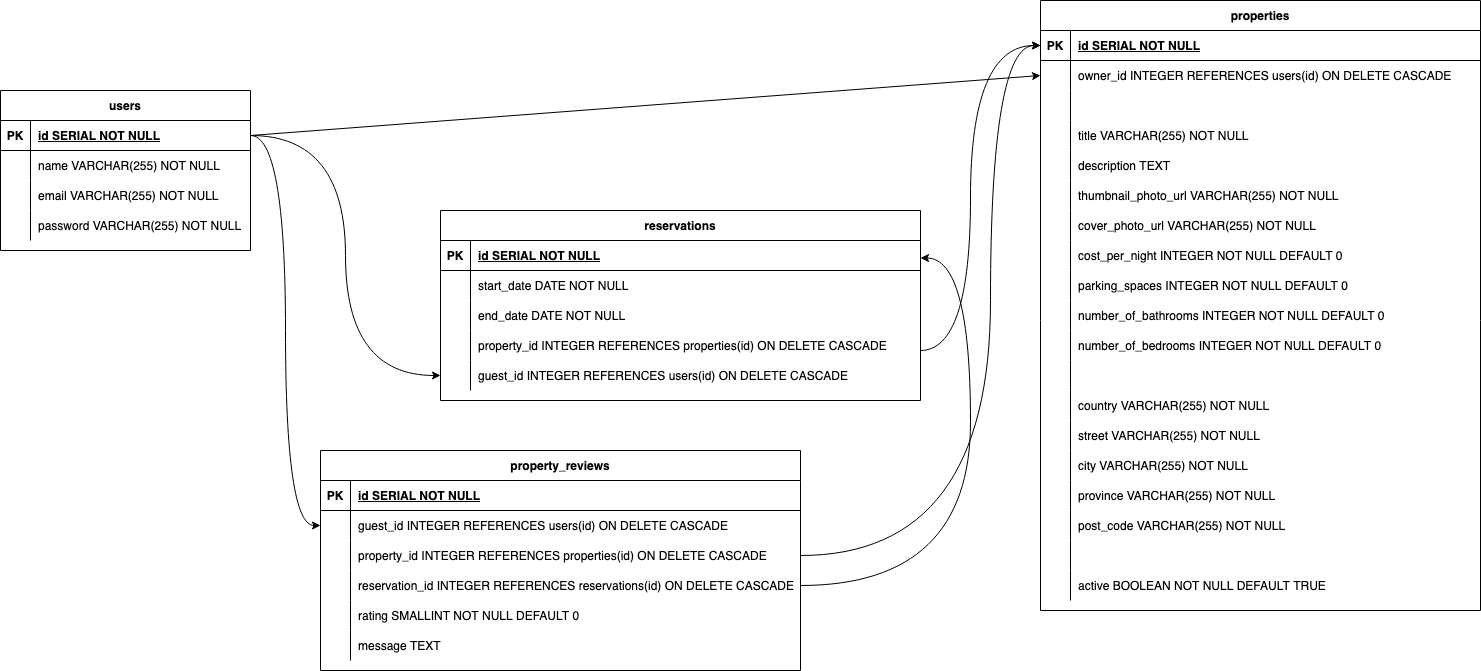 users
PK id SERIAL NOT NULL
name VARCHAR(255) NOT NULL
email VARCHAR(255) NOT NULL
password VARCHAR(255) NOT NULL
reservations
PK id SERIAL NOT NULL
start_date DATE NOT NULL
end_date DATE NOT NULL
property_id INTEGER REFERENCES properties(id) ON DELETE CASCADE
guest_id INTEGER REFERENCES users(id) ON DELETE CASCADE
property_reviews
PK id SERIAL NOT NULL
guest_id INTEGER REFERENCES users(id) ON DELETE CASCADE
property_id INTEGER REFERENCES properties(id) ON DELETE CASCADE
reservation_id INTEGER REFERENCES reservations(id) ON DELETE CASCADE
rating SMALLINT NOT NULL DEFAULT 0
message TEXT
properties
PK id SERIAL NOT NULL
owner_id INTEGER REFERENCES users(id) ON DELETE CASCADE
title VARCHAR(255) NOT NULL
description TEXT
thumbnail_photo_url VARCHAR(255) NOT NULL
cover_photo_url VARCHAR(255) NOT NULL
cost_per_night INTEGER NOT NULL DEFAULT 0
parking_spaces INTEGER NOT NULL DEFAULT 0
number_of_bathrooms INTEGER NOT NULL DEFAULT 0
number_of_bedrooms INTEGER NOT NULL DEFAULT 0
country VARCHAR(255) NOT NULL
street VARCHAR(255) NOT NULL
city VARCHAR(255) NOT NULL
province VARCHAR(255) NOT NULL
post_code VARCHAR(255) NOT NULL
active BOOLEAN NOT NULL DEFAULT TRUE